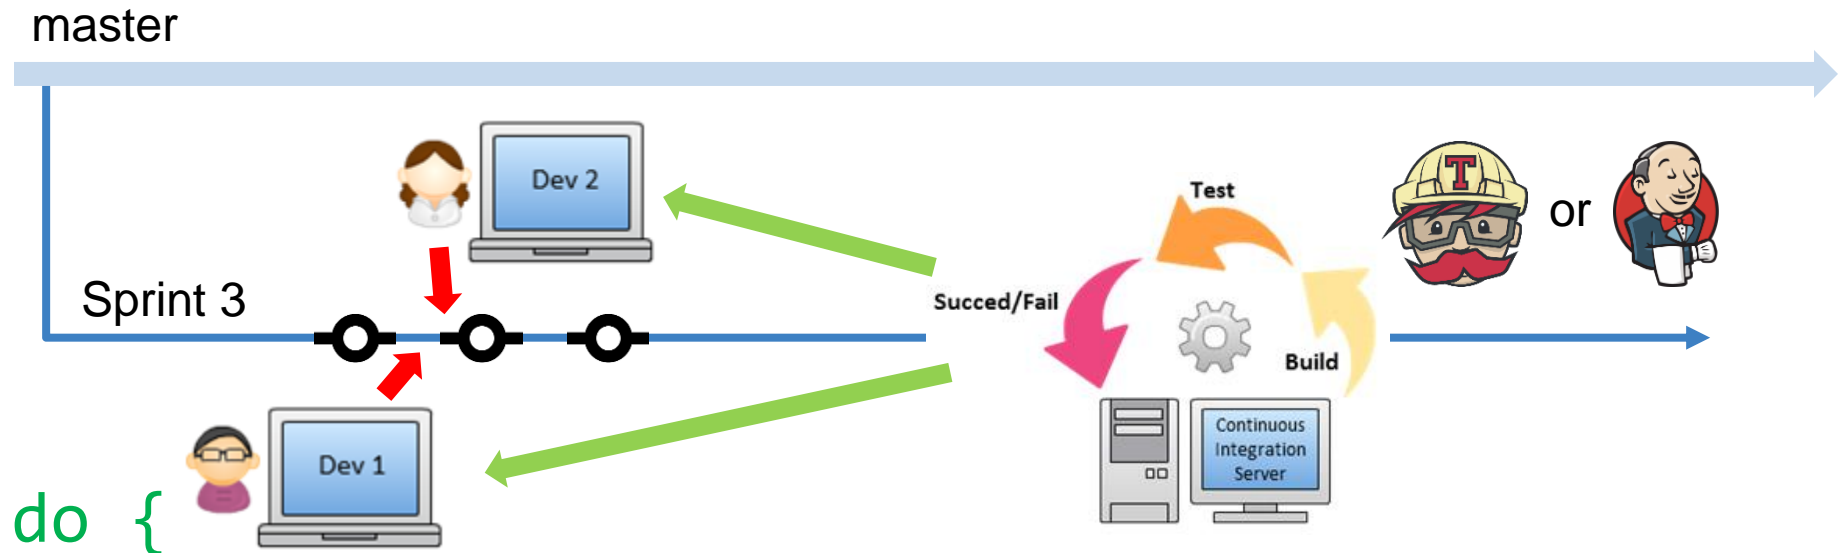 master
Dev 2
Test
T
or
Sprint 3
Succed/Fail
Build
Continuous
Integration
Server
Dev 1
do {